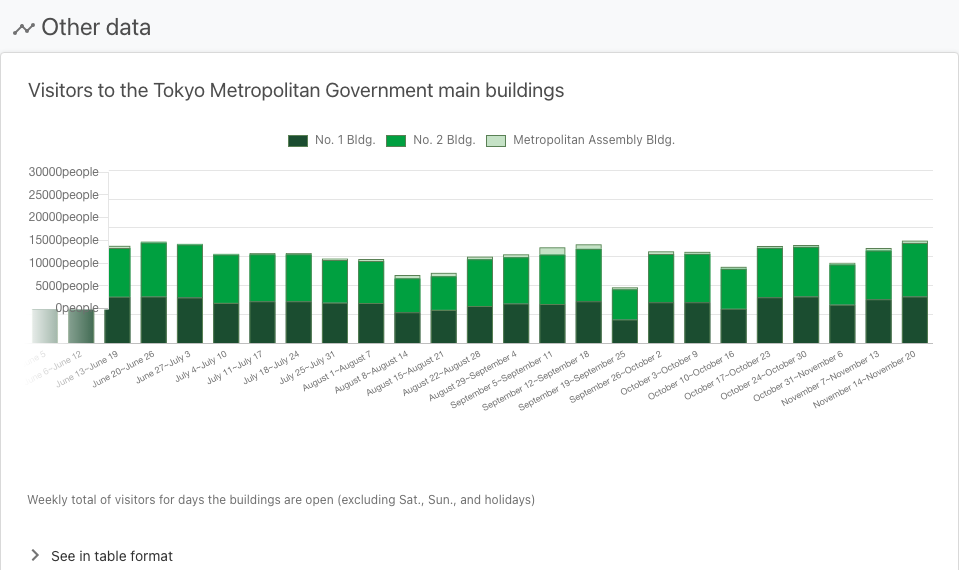 Other data
Visitors to the Tokyo Metropolitan Government main buildings
No. 1 Bldg. No. 2 Bldg. Metropolitan Assembly Bldg.
30000people
25000people
20000people
15000people
10000people
5000people
0people
June 6~June 12
June 13~June 19
June 20~June 26
June 27~July 3
July 4~July 10
July 11~July 17
July 18~July 24
July 25~July 31
August 1~August 7
August 8~August 14
August 15~August 21
August 22~August 28
August 29~September 4
September 5~September 11
September 12~September 18
September 19~September 25
September 26~October 2
October 3~October 9
October 10~October 16
October 17~October 23
October 24~October 30
October 31~November 6
November 7~November 13
November 14~November 20
Weekly total of visitors for days the buildings are open (excluding Sat., Sun., and holidays)
See in table format